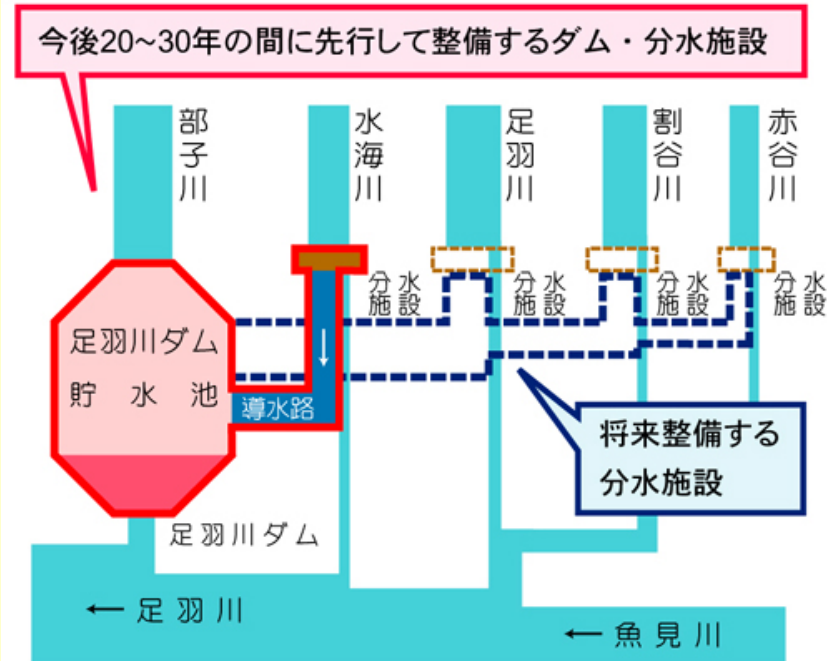 今後20~30年の間に先行して整備するダム・分水施設
部子川
水海川
足羽川
割谷川
赤谷川
分水施設
分水施設
分水施設
分水施設
足羽川ダム
貯水池
導水路
将来整備する
分水施設
足羽川ダム
←足羽川
←魚見川